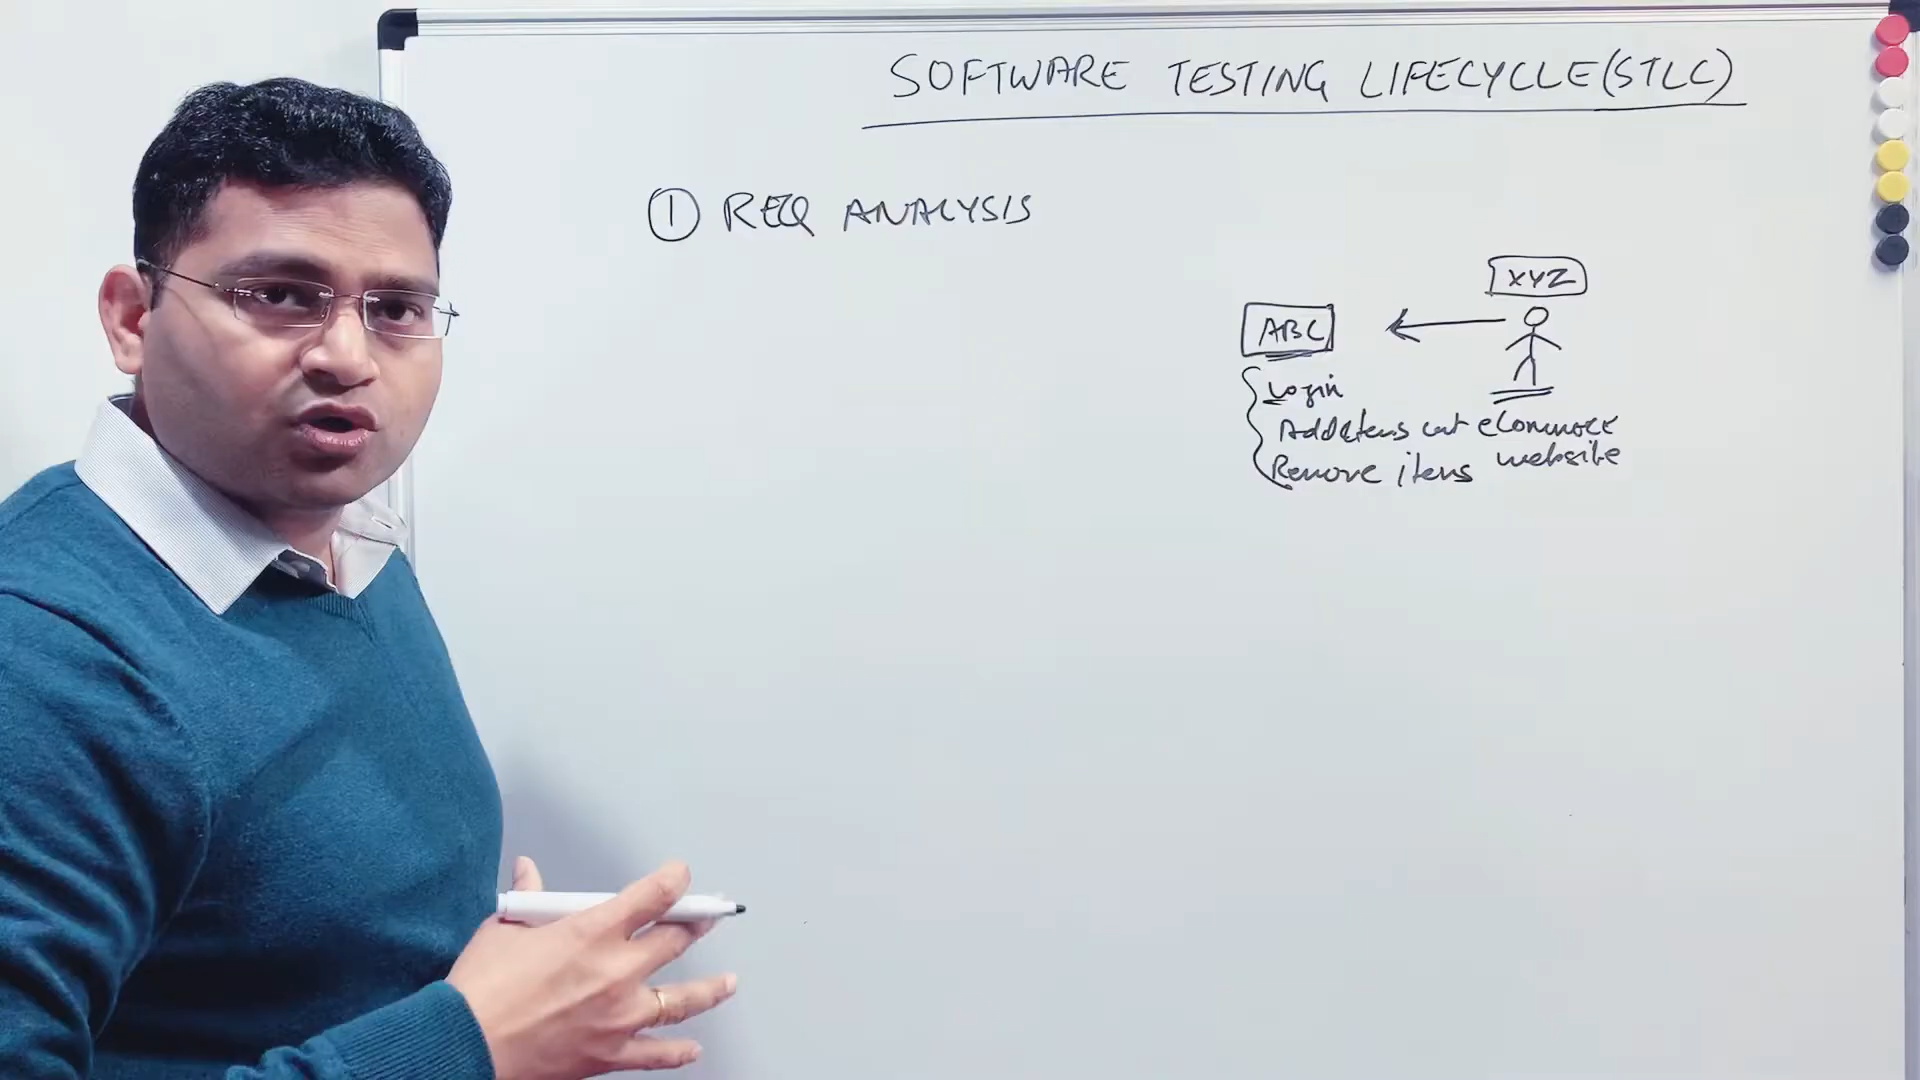 SOFTWARE TESTING LIFECYCLE(STLC)
① REQ ANALYSIS
XYZ
ABC
Login
Add items cart
Remove items
eCommerce
website